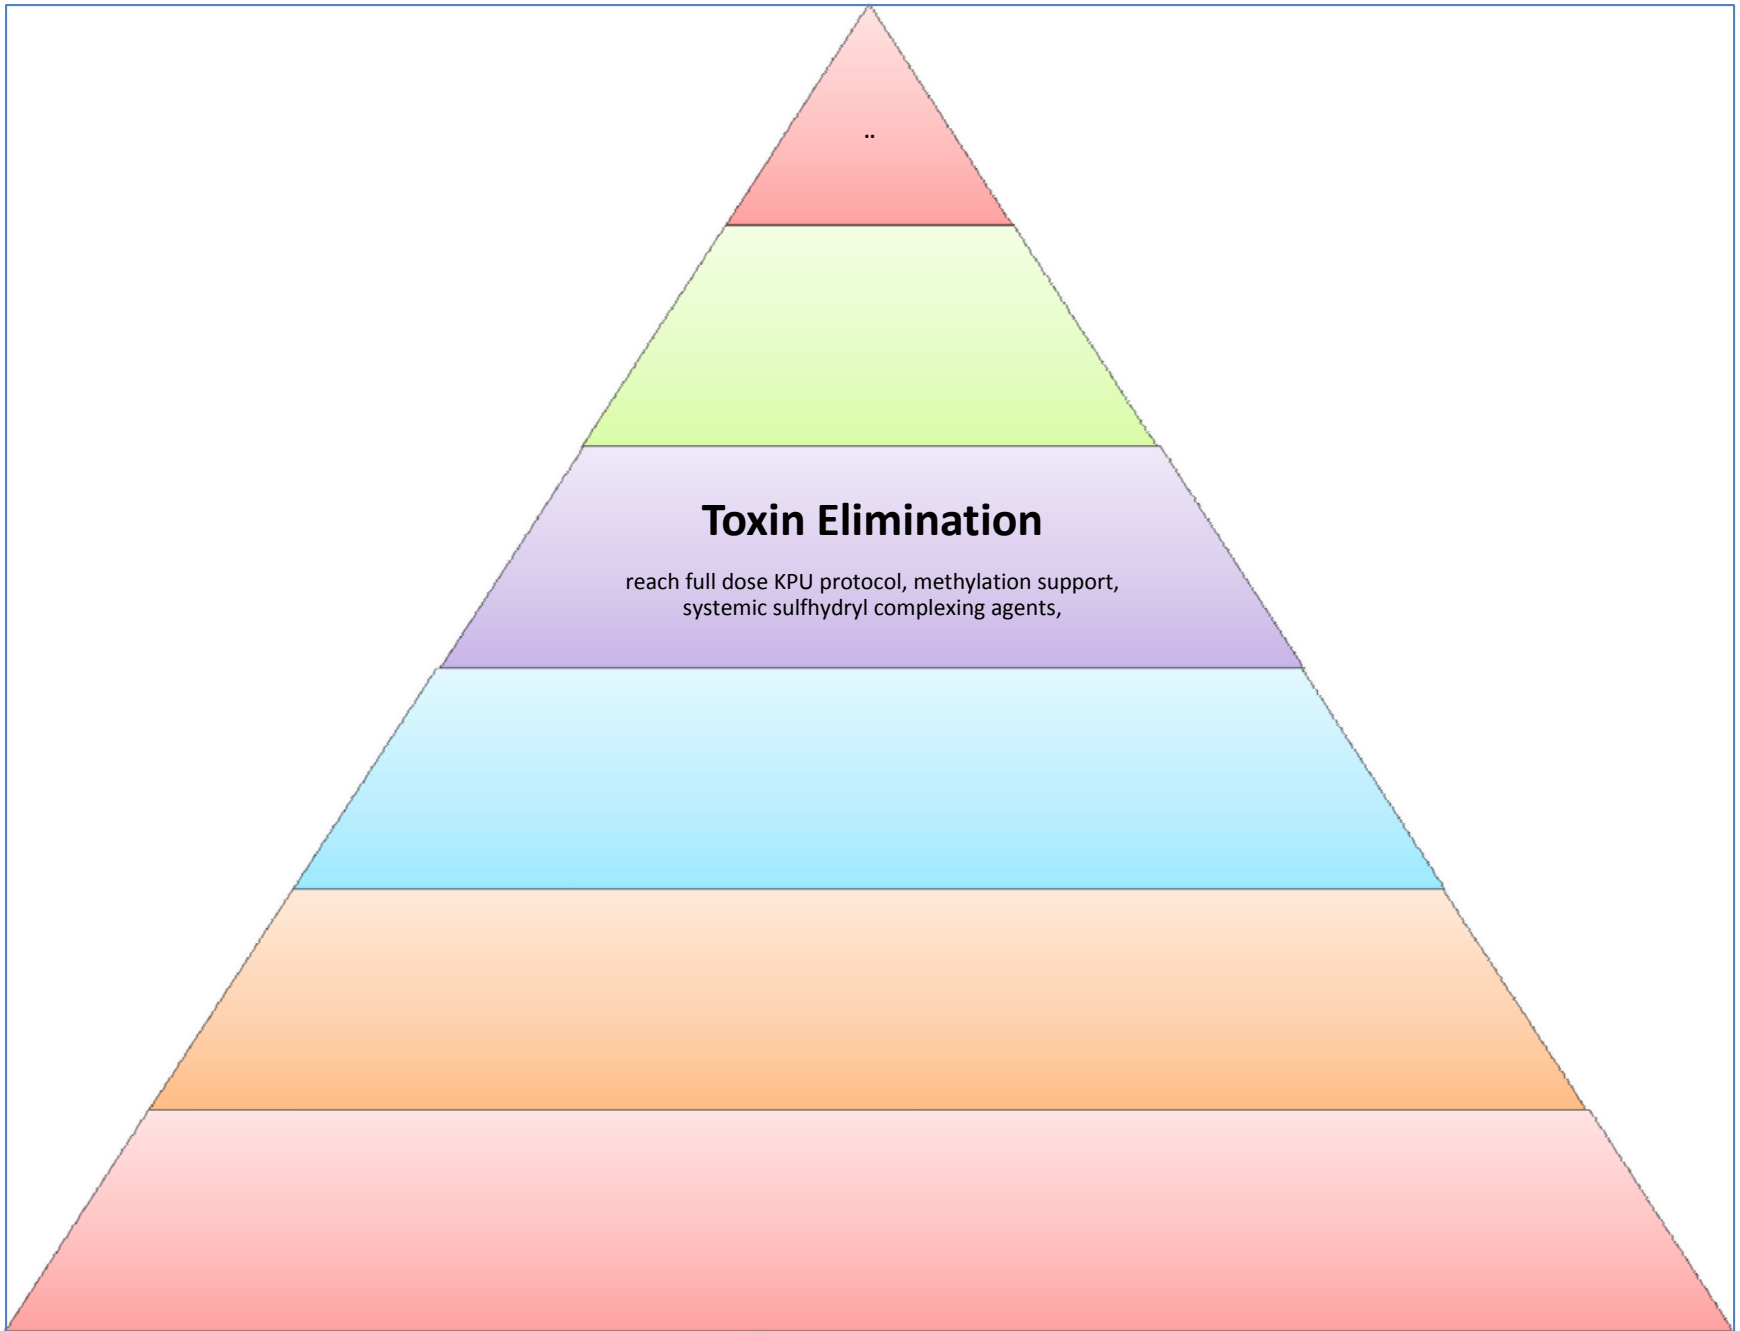 ..
Toxin Elimination
reach full dose KPU protocol, methylation support,
systemic sulfhydryl complexing agents,